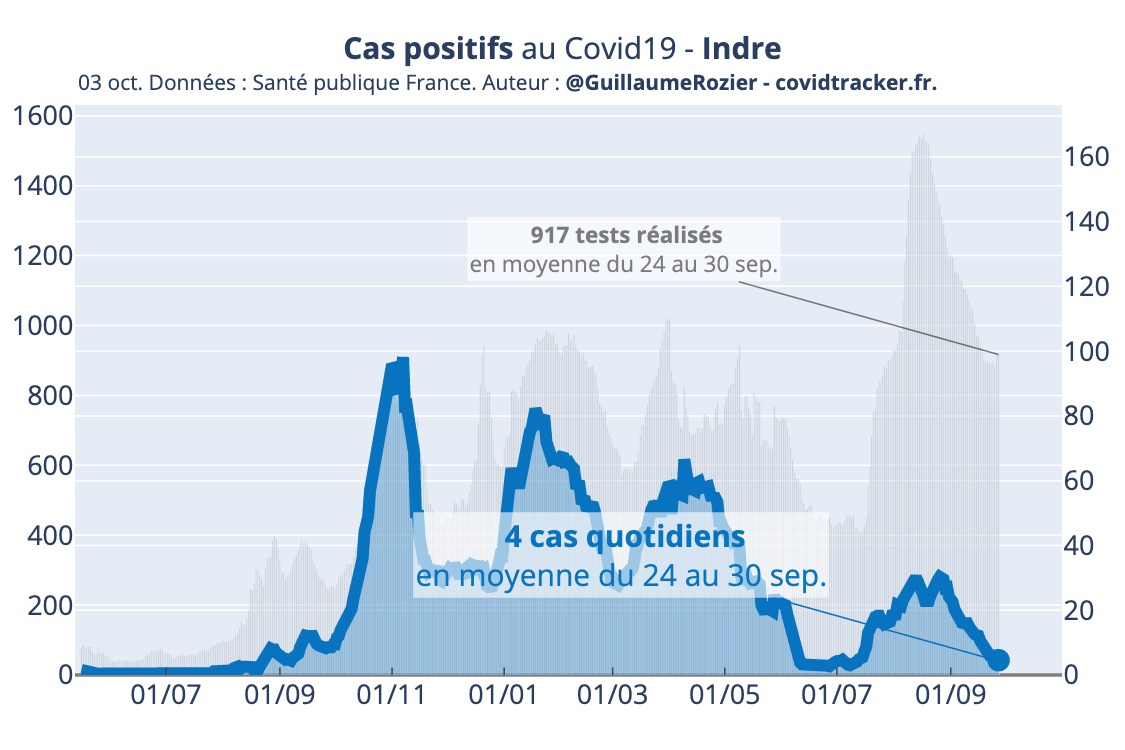 Cas positifs au Covid19 - Indre
03 oct. Données : Santé publique France. Auteur : @GuillaumeRozier - covidtracker.fr.
1600
1400
1200
1000
800
600
400
200
0
160
140
120
100
80
60
40
20
0
917 tests réalisés
en moyenne du 24 au 30 sep.
4 cas quotidiens
en moyenne du 24 au 30 sep.
01/07 01/09 01/11 01/01 01/03 01/05 01/07 01/09